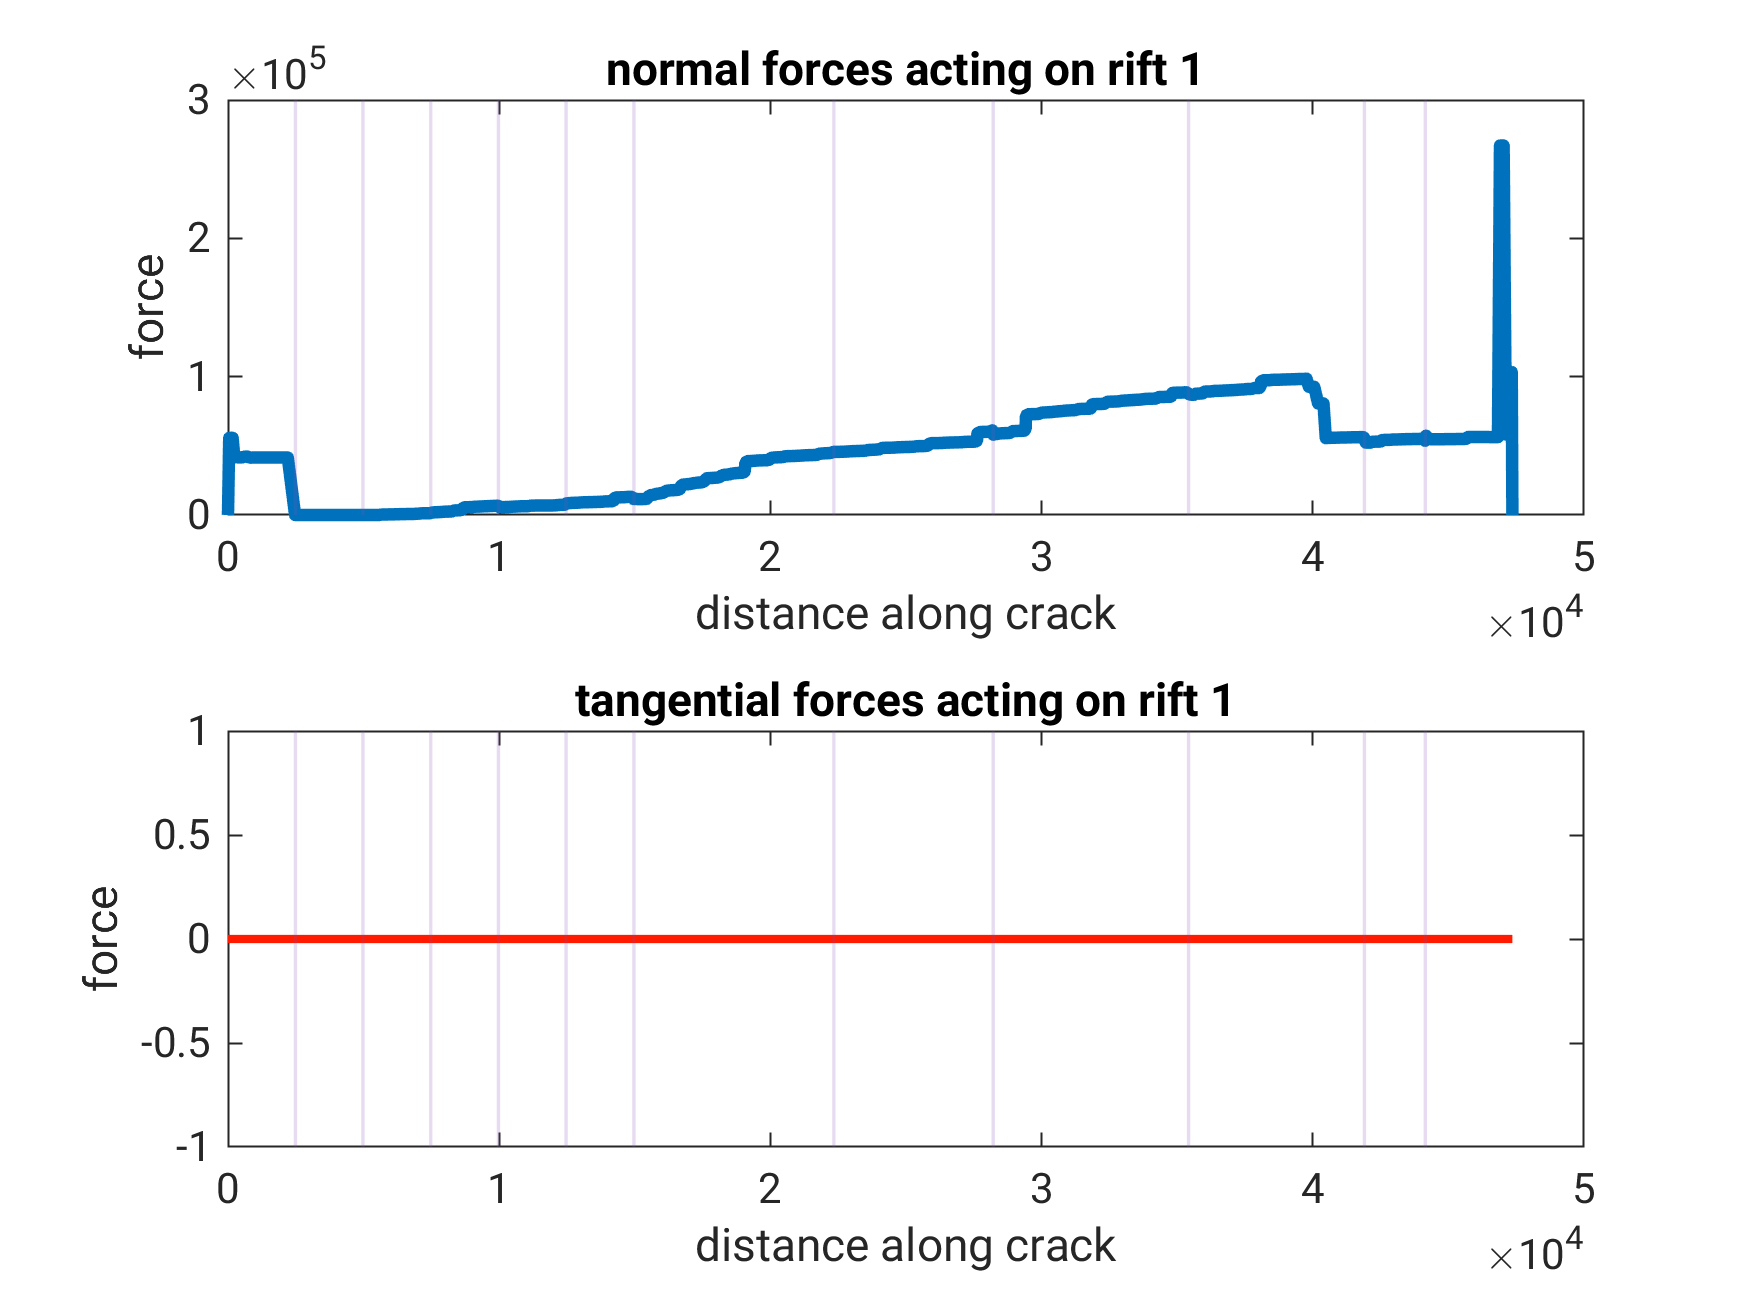 ×10^5
normal forces acting on rift 1
3
2
1
0
force
0 1 2 3 4 5
distance along crack
×10^4
tangential forces acting on rift 1
1
0.5
0
-0.5
-1
force
0 1 2 3 4 5
distance along crack
×10^4